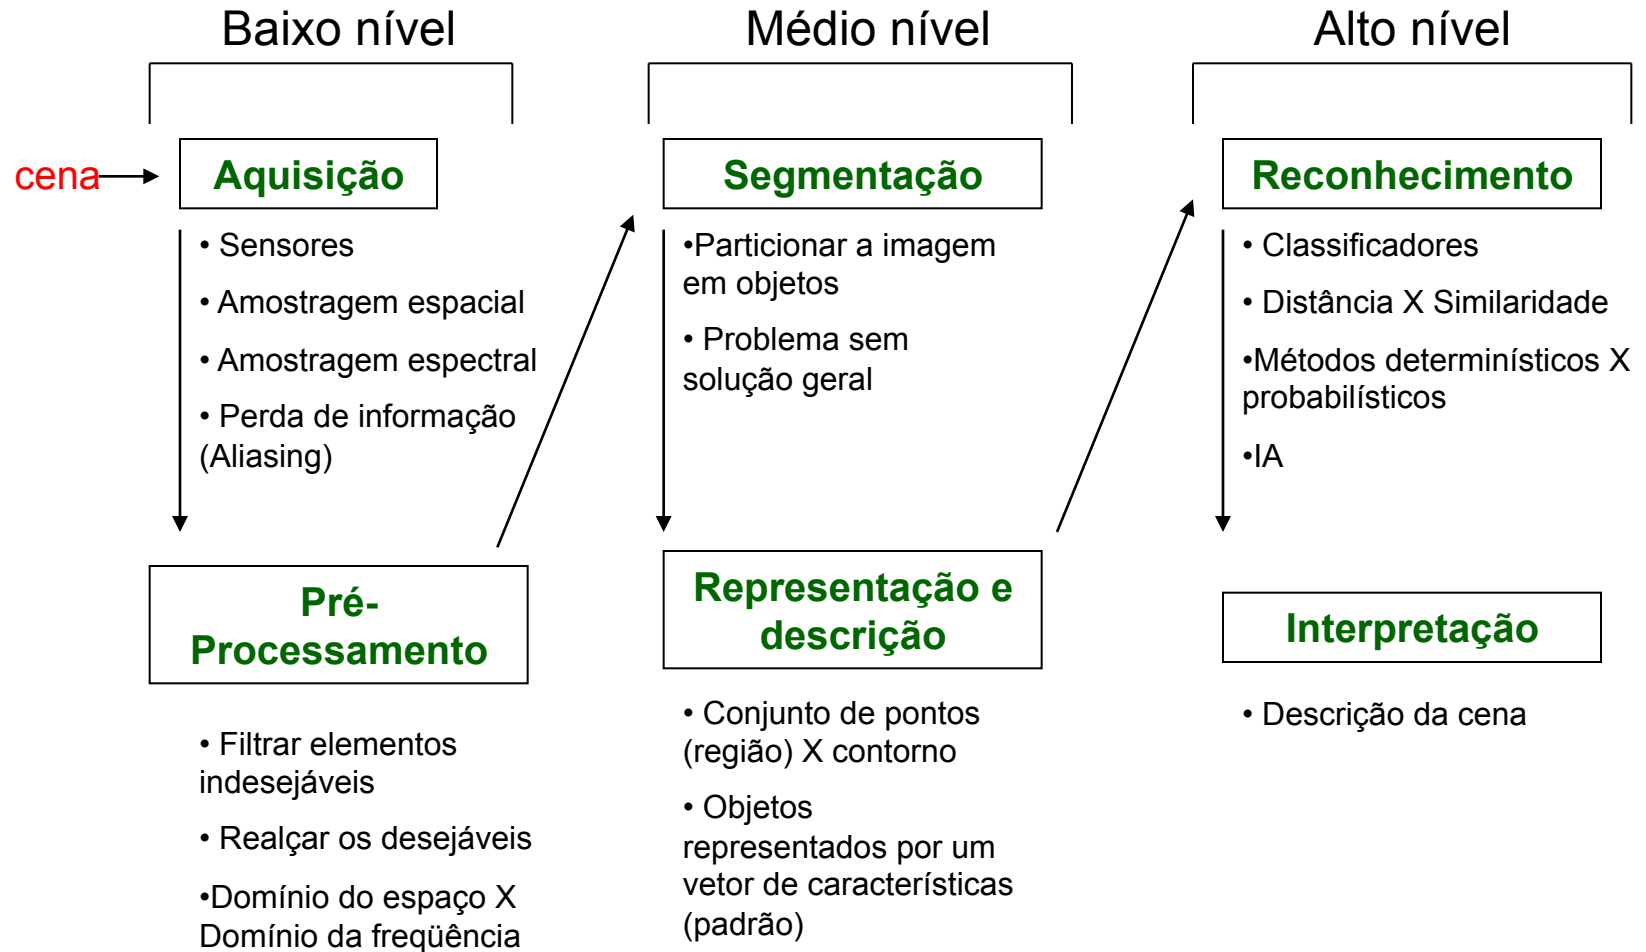 Baixo nível
cena
Aquisição
• Sensores
• Amostragem espacial
• Amostragem espectral
• Perda de informação
(Aliasing)
Pré-
Processamento
• Filtrar elementos
indesejáveis
• Realçar os desejáveis
•Domínio do espaço X
Domínio da freqüência
Médio nível
Segmentação
•Particionar a imagem
em objetos
• Problema sem
solução geral
Representação e
descrição
• Conjunto de pontos
(região) X contorno
• Objetos
representados por um
vetor de características
(padrão)
Alto nível
Reconhecimento
• Classificadores
• Distância X Similaridade
•Métodos determinísticos X
probabilísticos
•IA
Interpretação
• Descrição da cena